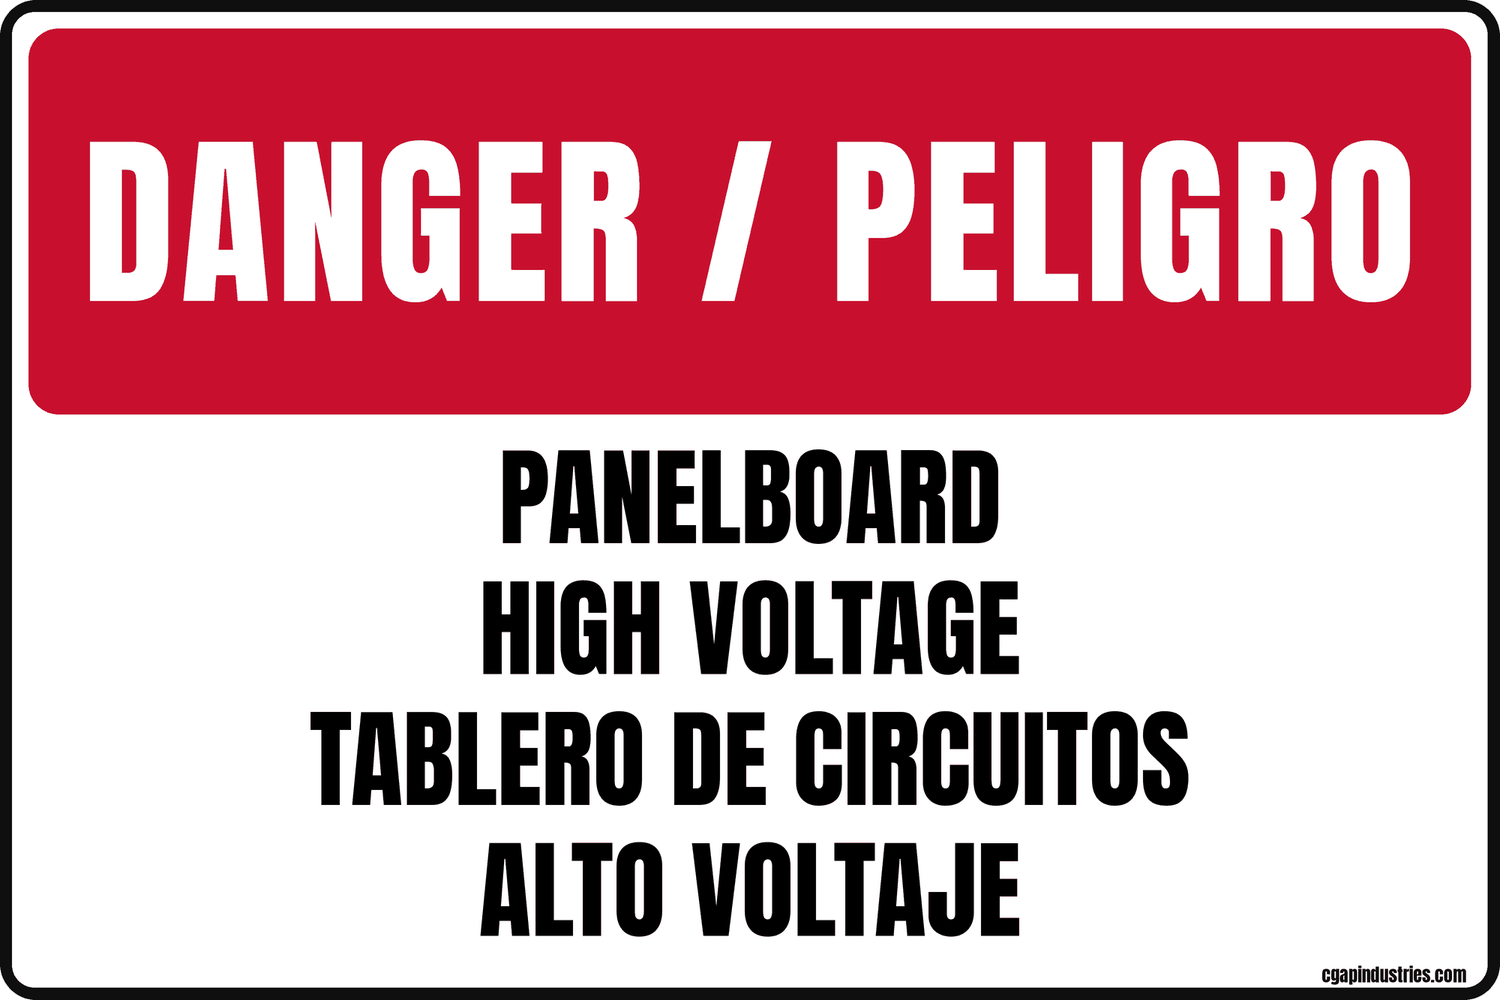 DANGER / PELIGRO
PANELBOARD
HIGH VOLTAGE
TABLERO DE CIRCUITOS
ALTO VOLTAJE
cgapindustries.com